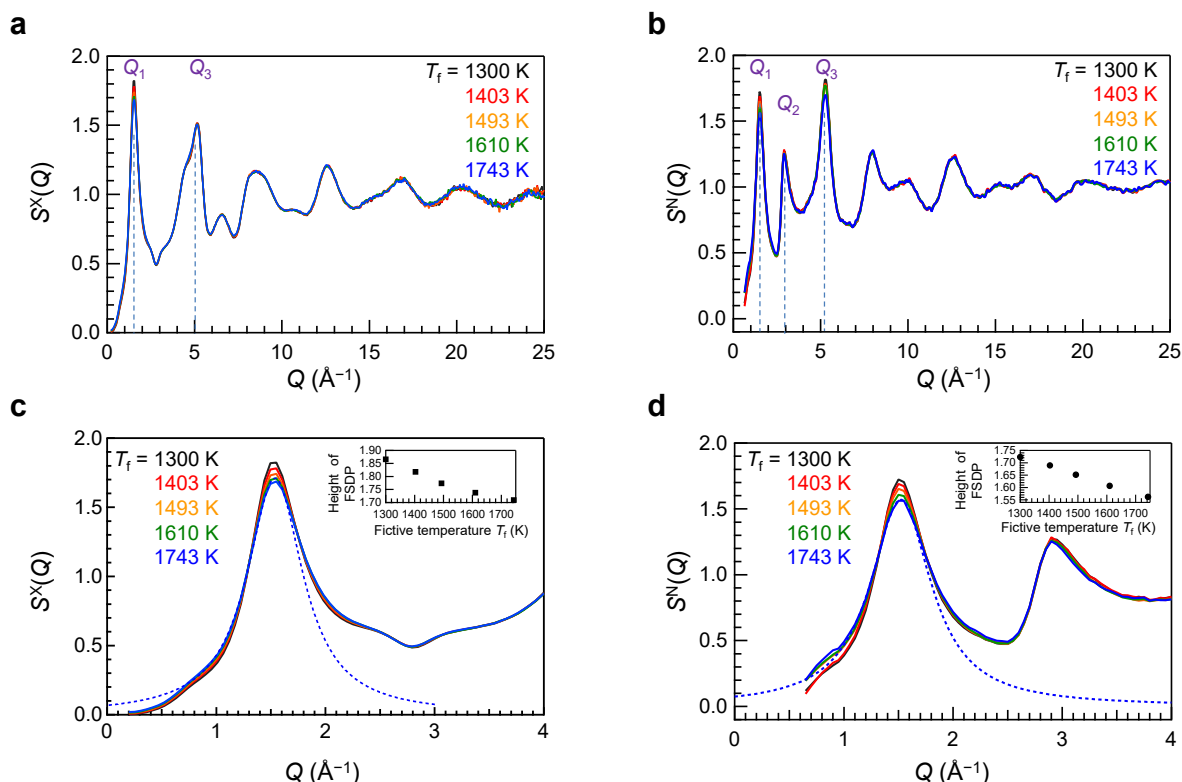 a
2.0
1.5
1.0
0.5
0.0
Sˣ(Q)
Q₁
Q₃
T_f = 1300 K
1403 K
1493 K
1610 K
1743 K
0 5 10 15 20 25
Q (Å⁻¹)
b
2.0
1.5
1.0
0.5
0.0
Sᴺ(Q)
Q₁
Q₂
Q₃
T_f = 1300 K
1403 K
1493 K
1610 K
1743 K
0 5 10 15 20 25
Q (Å⁻¹)
c
2.0
1.5
1.0
0.5
0.0
Sˣ(Q)
T_f = 1300 K
1403 K
1493 K
1610 K
1743 K
Height of
FSDP
1.90
1.85
1.80
1.75
1.70
1300 1400 1500 1600 1700
Fictive temperature T_f (K)
0 1 2 3 4
Q (Å⁻¹)
d
2.0
1.5
1.0
0.5
0.0
Sᴺ(Q)
T_f = 1300 K
1403 K
1493 K
1610 K
1743 K
Height of
FSDP
1.75
1.70
1.65
1.60
1.55
1300 1400 1500 1600 1700
Fictive temperature T_f (K)
0 1 2 3 4
Q (Å⁻¹)